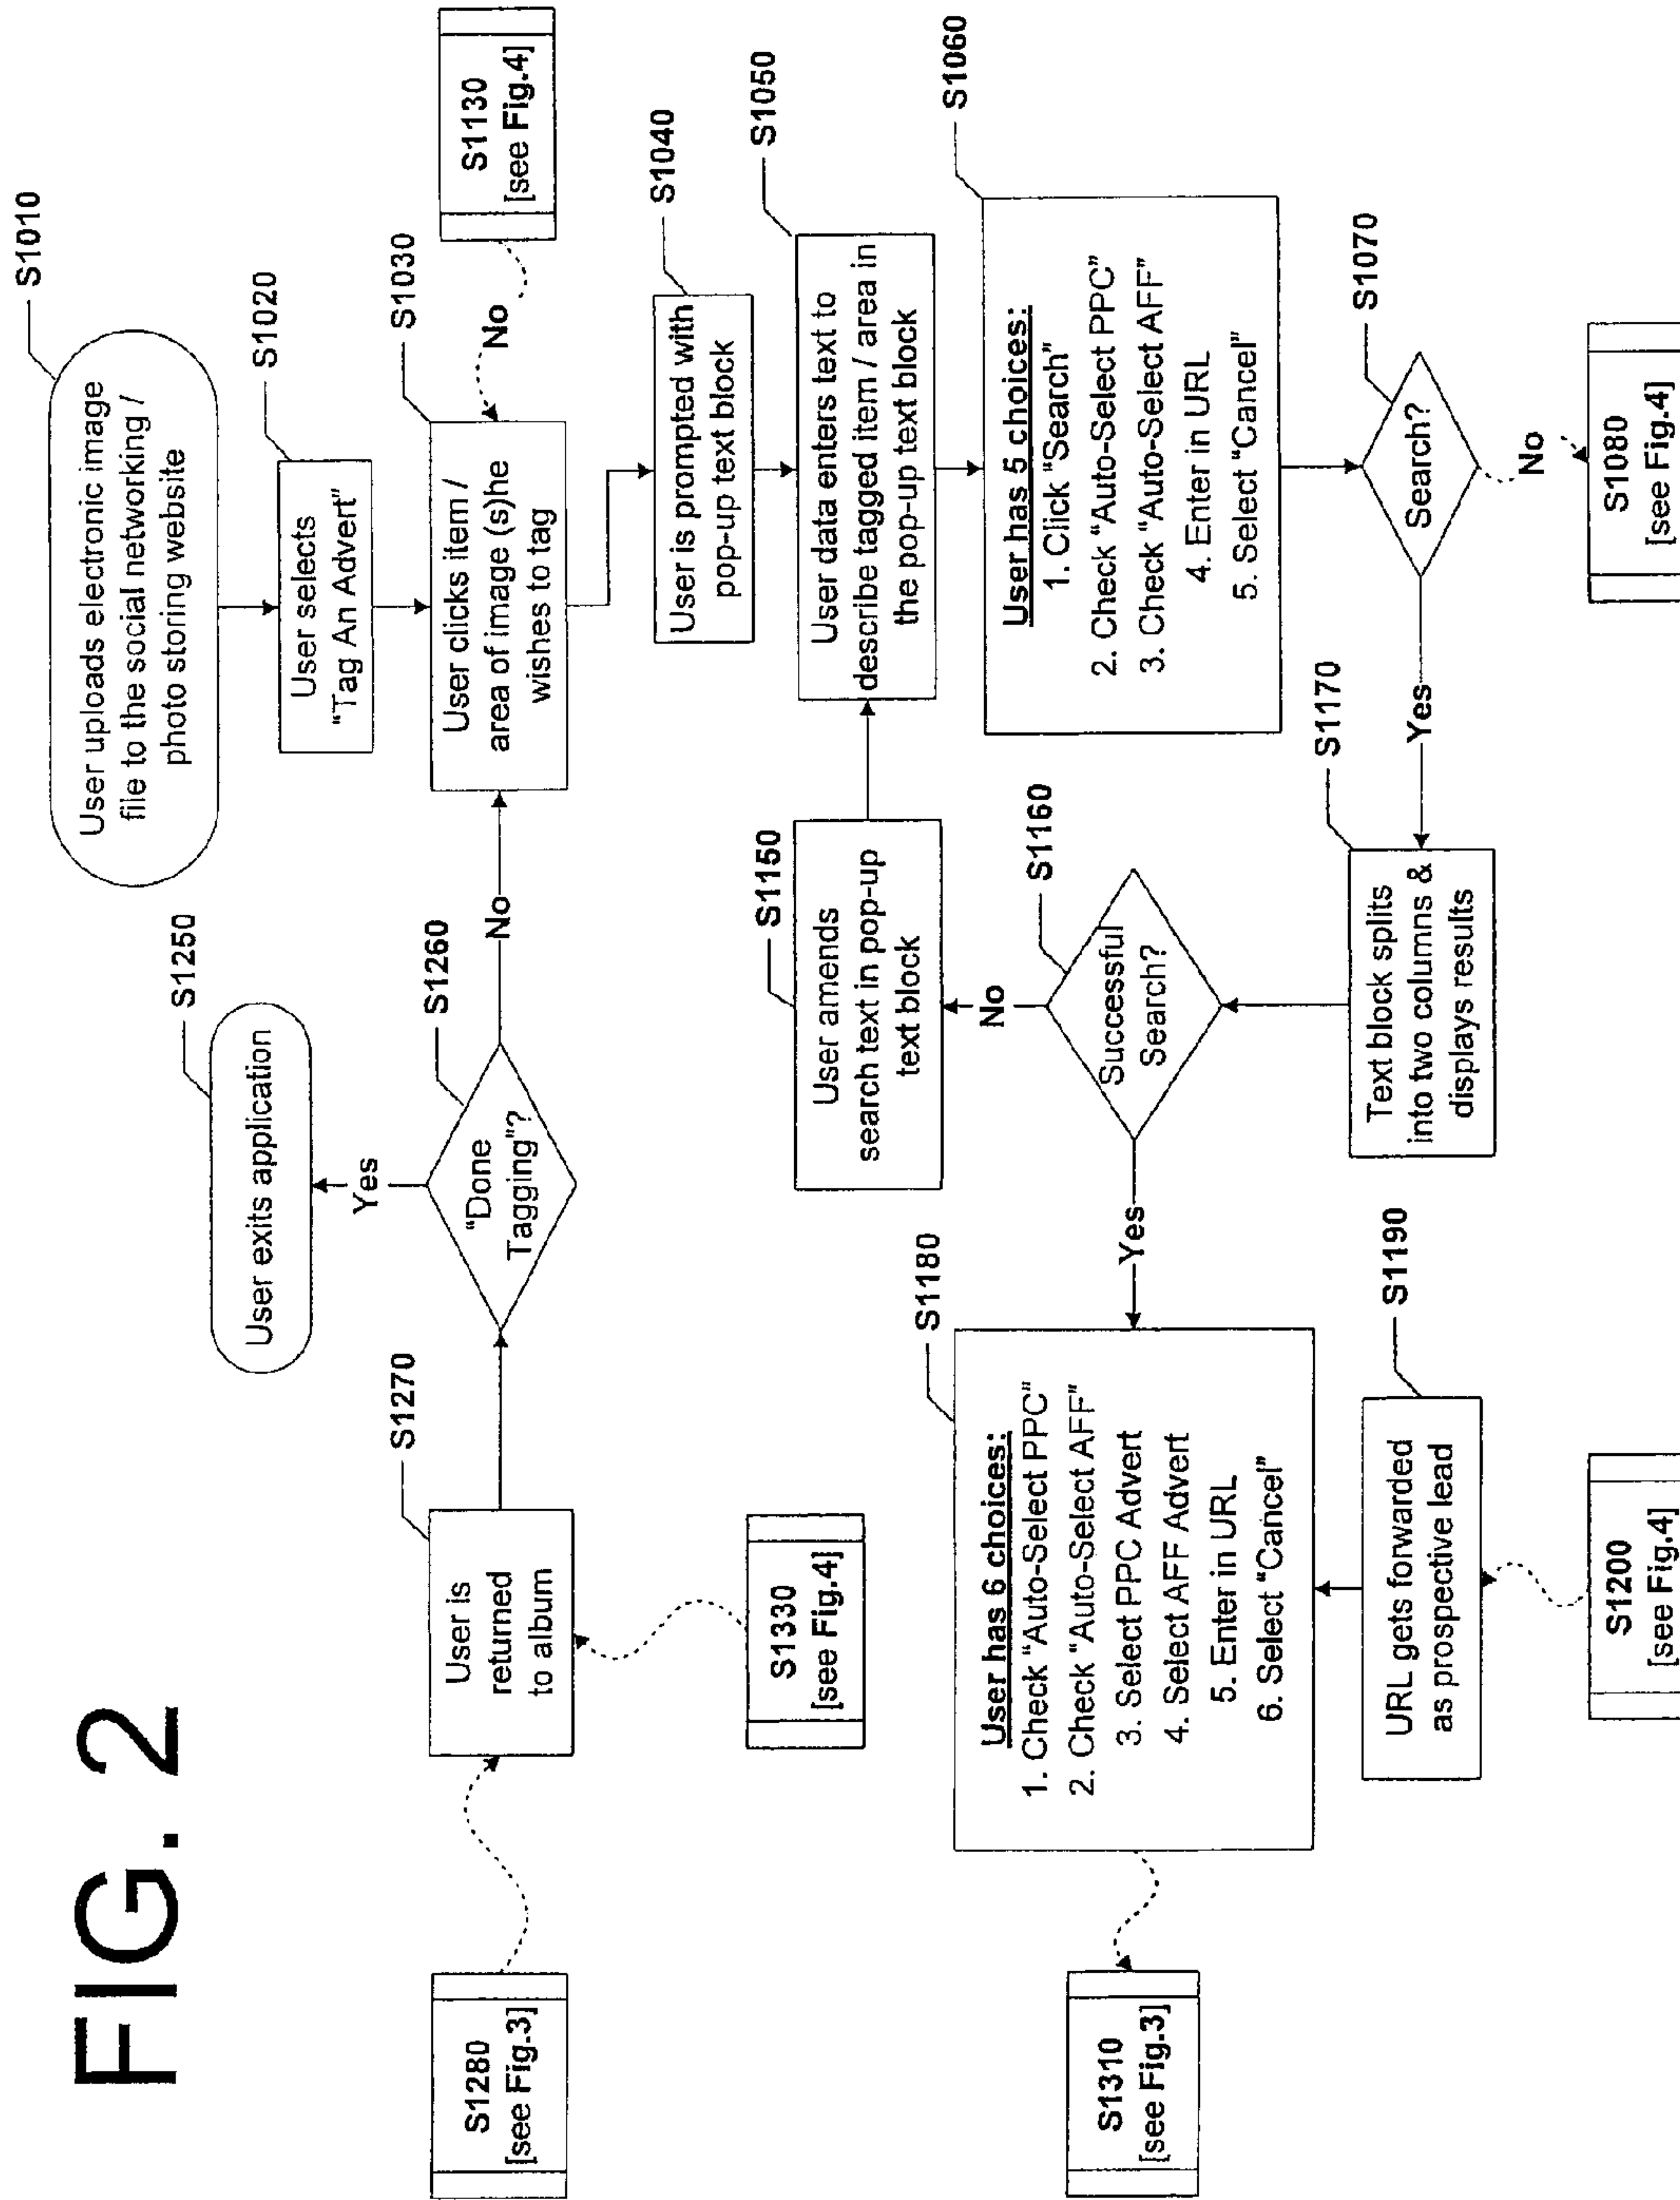 FIG. 2
S1010
User uploads electronic image
file to the social networking /
photo storing website
S1020
User selects
"Tag An Advert"
S1030
User clicks item /
area of image (s)he
wishes to tag
No
S1130
[see Fig.4]
S1040
User is prompted with
pop-up text block
S1050
User data enters text to
describe tagged item / area in
the pop-up text block
S1060
User has 5 choices:
1. Click "Search"
2. Check "Auto-Select PPC"
3. Check "Auto-Select AFF"
4. Enter in URL
5. Select "Cancel"
S1070
Search?
No
S1080
[see Fig.4]
Yes
S1170
Text block splits
into two columns &
displays results
S1160
Successful
Search?
No
S1150
User amends
search text in pop-up
text block
Yes
S1180
User has 6 choices:
1. Check "Auto-Select PPC"
2. Check "Auto-Select AFF"
3. Select PPC Advert
4. Select AFF Advert
5. Enter in URL
6. Select "Cancel"
S1190
URL gets forwarded
as prospective lead
S1200
[see Fig.4]
S1310
[see Fig.3]
S1280
[see Fig.3]
S1270
User is
returned
to album
S1330
[see Fig.4]
S1260
"Done
Tagging"?
No
Yes
S1250
User exits application